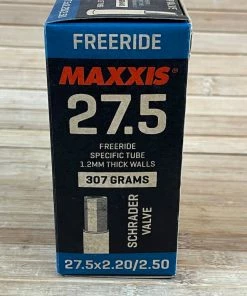 FREERIDE
MAXXIS®
27.5
FREERIDE
SPECIFIC TUBE
1.2MM THICK WALLS
307 GRAMS
SCHRADER
VALVE
27.5x2.20/2.50